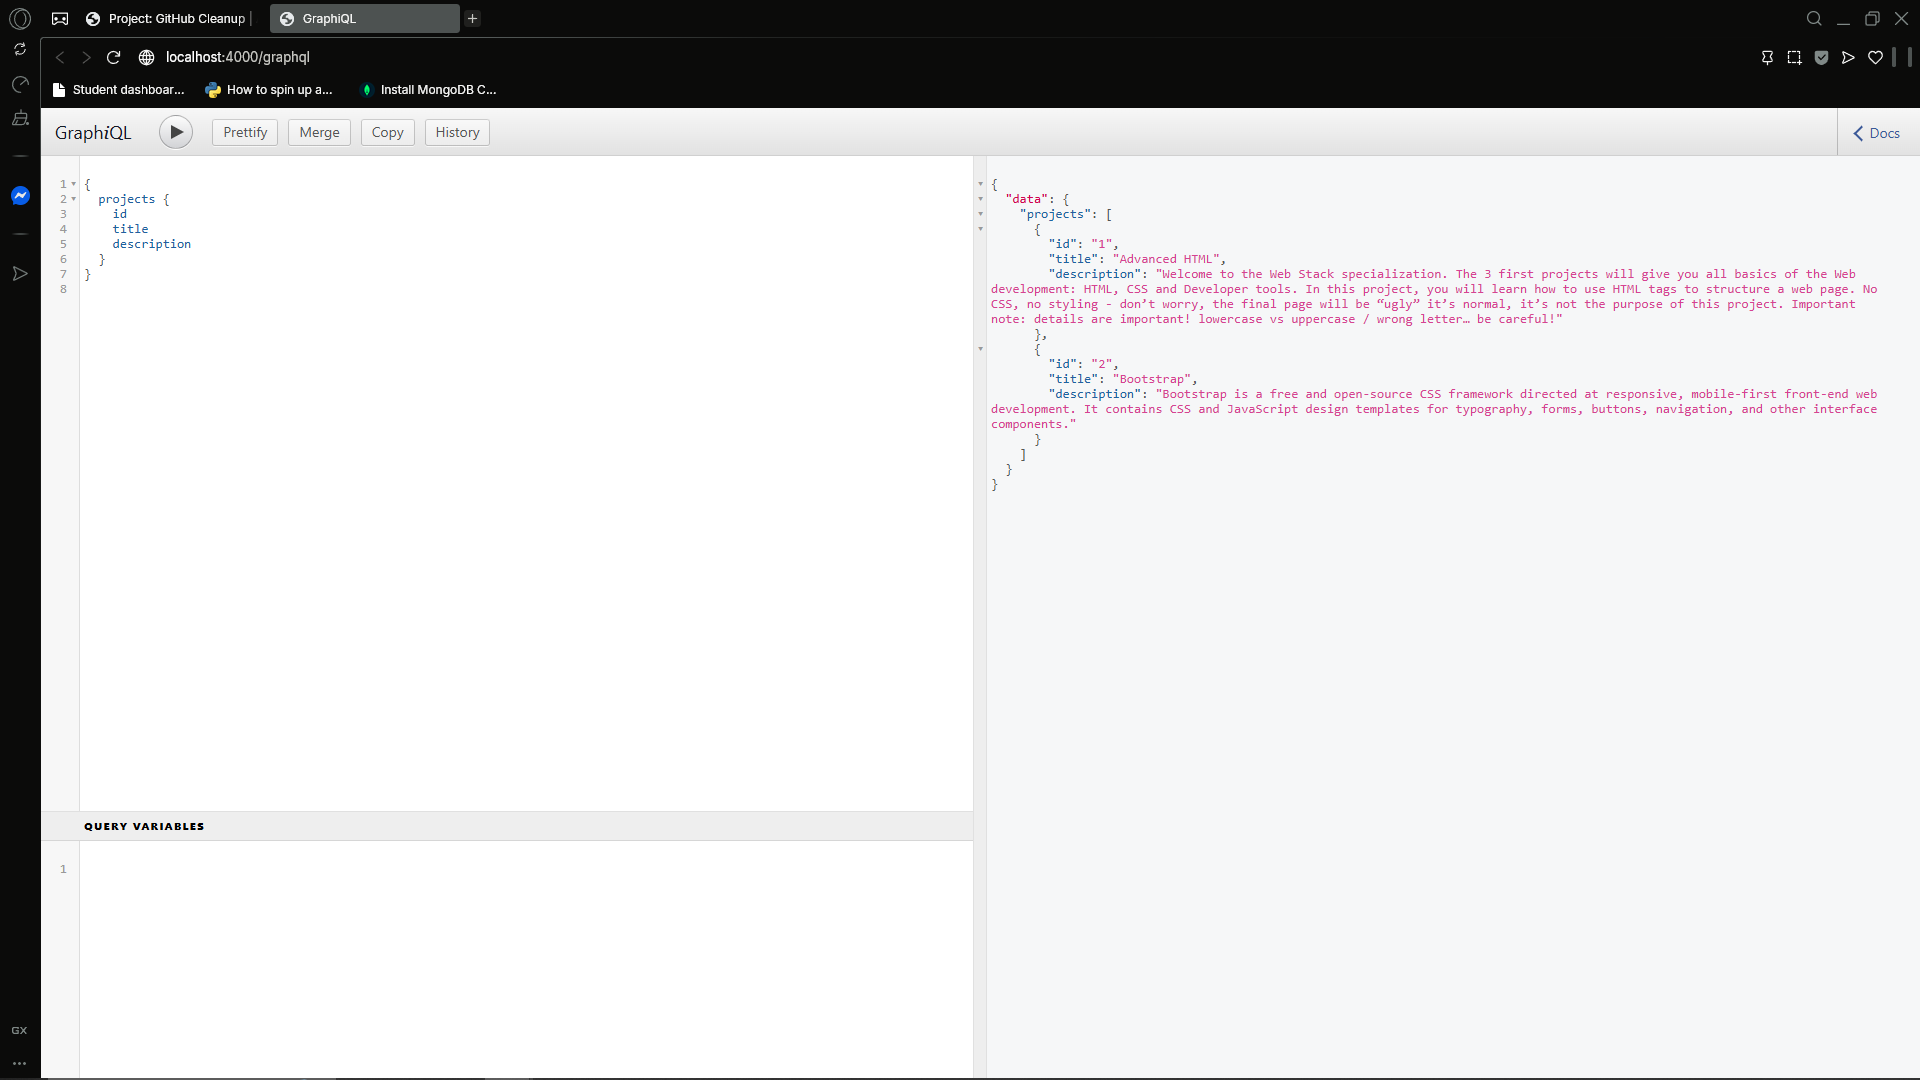 Project: GitHub Cleanup
GraphiQL
localhost:4000/graphql
Student dashboar... How to spin up a... Install MongoDB C...
GraphiQL Prettify Merge Copy History Docs
1 {
2 projects {
3 id
4 title
5 description
6 }
7 }
8
QUERY VARIABLES
1
{
"data": {
"projects": [
{
"id": "1",
"title": "Advanced HTML",
"description": "Welcome to the Web Stack specialization. The 3 first projects will give you all basics of the Web
development: HTML, CSS and Developer tools. In this project, you will learn how to use HTML tags to structure a web page. No
CSS, no styling - don’t worry, the final page will be “ugly” it’s normal, it’s not the purpose of this project. Important
note: details are important! lowercase vs uppercase / wrong letter… be careful!"
},
{
"id": "2",
"title": "Bootstrap",
"description": "Bootstrap is a free and open-source CSS framework directed at responsive, mobile-first front-end web
development. It contains CSS and JavaScript design templates for typography, forms, buttons, navigation, and other interface
components."
}
]
}
}
GX